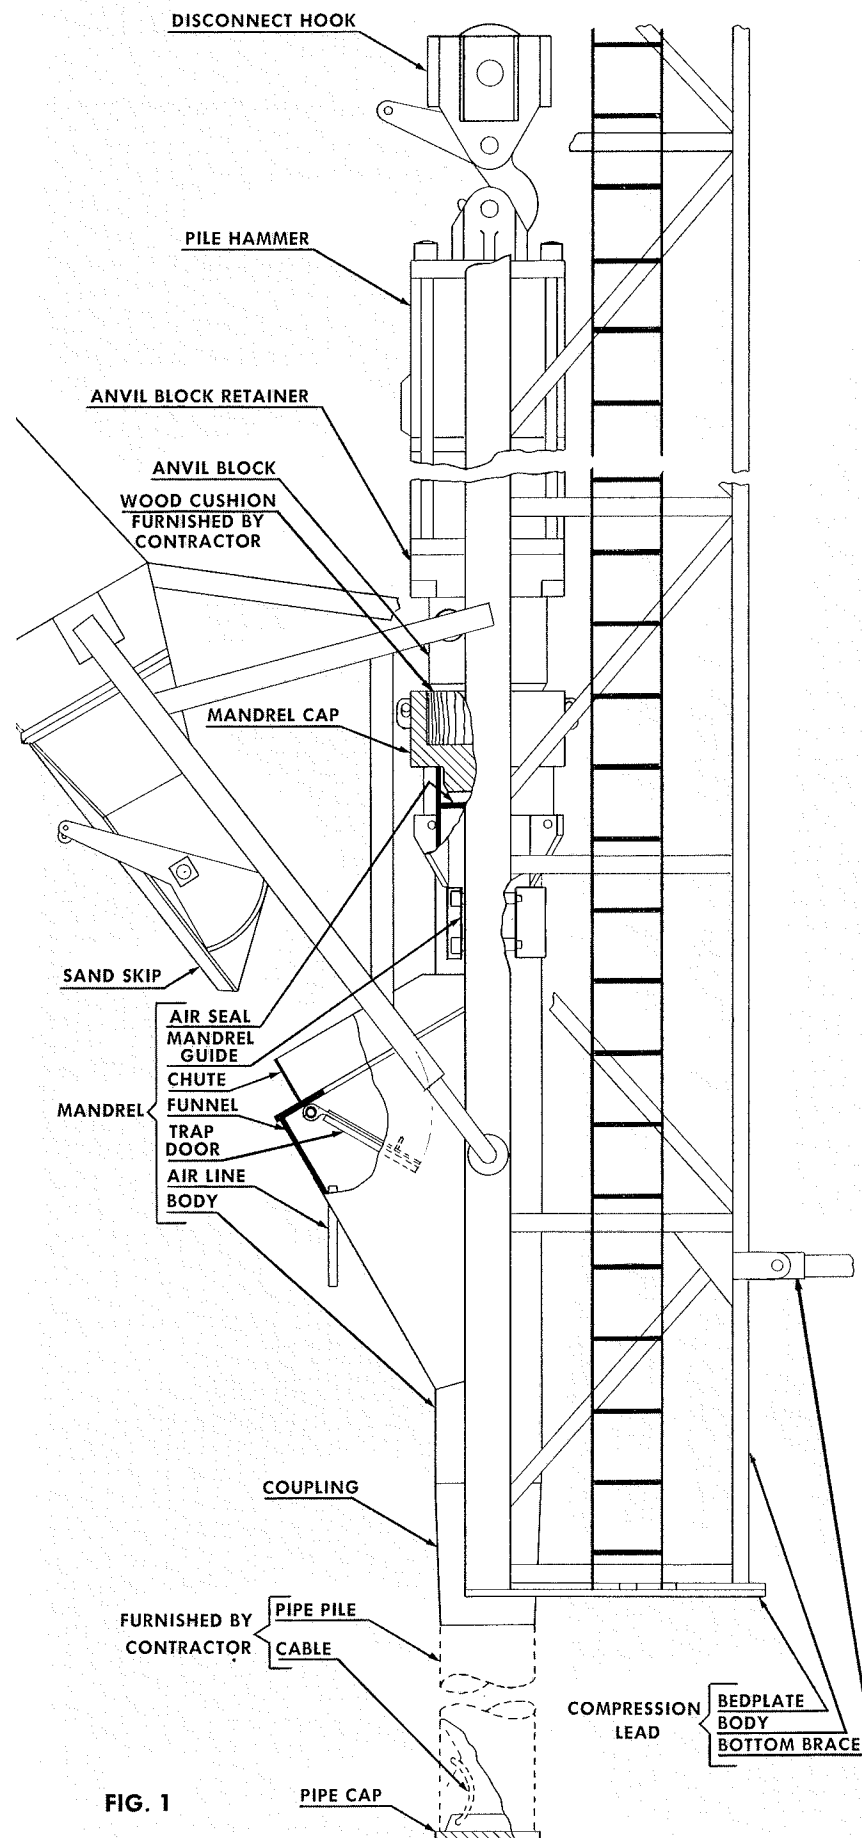 DISCONNECT HOOK
PILE HAMMER
ANVIL BLOCK RETAINER
ANVIL BLOCK
WOOD CUSHION
FURNISHED BY
CONTRACTOR
MANDREL CAP
SAND SKIP
MANDREL
AIR SEAL
MANDREL
GUIDE
CHUTE
FUNNEL
TRAP
DOOR
AIR LINE
BODY
COUPLING
FURNISHED BY
CONTRACTOR
PIPE PILE
CABLE
COMPRESSION
LEAD
BEDPLATE
BODY
BOTTOM BRACE
PIPE CAP
FIG. 1